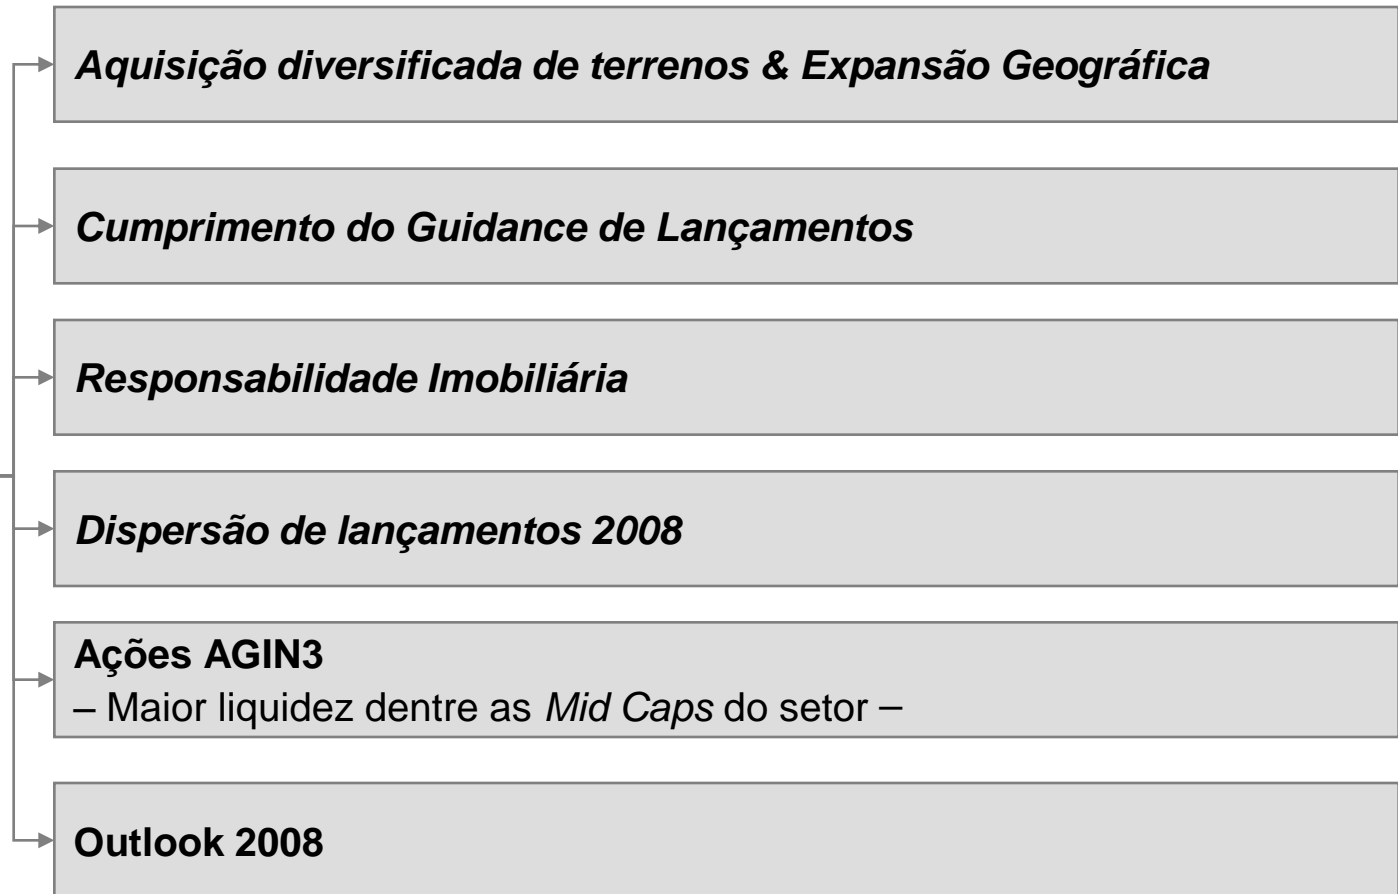 Aquisição diversificada de terrenos & Expansão Geográfica
Cumprimento do Guidance de Lançamentos
Responsabilidade Imobiliária
Dispersão de lançamentos 2008
Ações AGIN3
– Maior liquidez dentre as Mid Caps do setor –
Outlook 2008